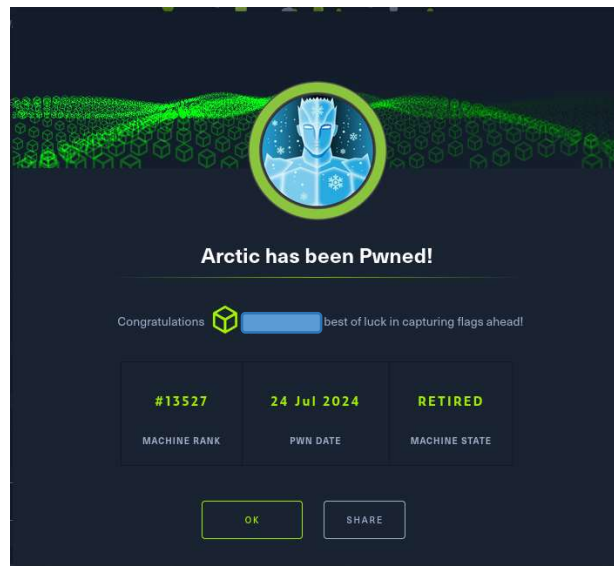 Arctic has been Pwned!
Congratulations best of luck in capturing flags ahead!
#13527 24 Jul 2024 RETIRED
MACHINE RANK PWN DATE MACHINE STATE
OK SHARE